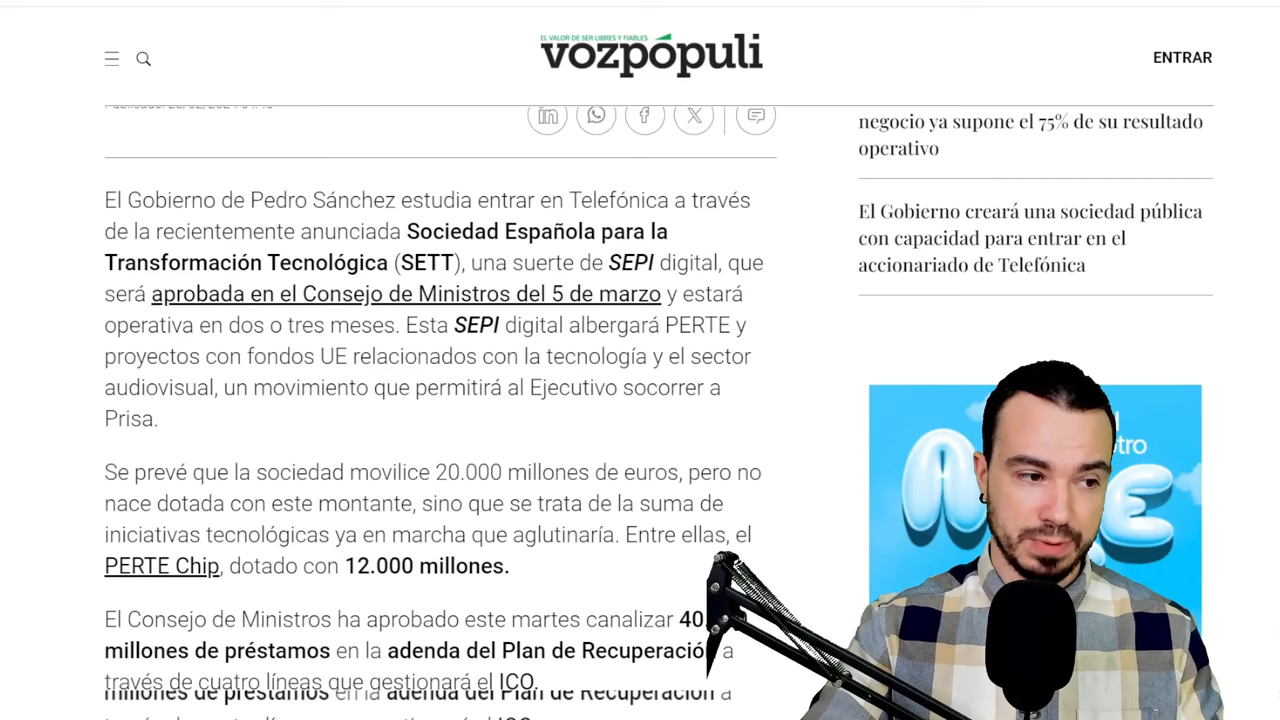 EL VALOR DE SER LIBRES Y FIABLES
vozpópuli
ENTRAR
El Gobierno de Pedro Sánchez estudia entrar en Telefónica a través
de la recientemente anunciada Sociedad Española para la
Transformación Tecnológica (SETT), una suerte de SEPI digital, que
será aprobada en el Consejo de Ministros del 5 de marzo y estará
operativa en dos o tres meses. Esta SEPI digital albergará PERTE y
proyectos con fondos UE relacionados con la tecnología y el sector
audiovisual, un movimiento que permitirá al Ejecutivo socorrer a
Prisa.
Se prevé que la sociedad movilice 20.000 millones de euros, pero no
nace dotada con este montante, sino que se trata de la suma de
iniciativas tecnológicas ya en marcha que aglutinaría. Entre ellas, el
PERTE Chip, dotado con 12.000 millones.
El Consejo de Ministros ha aprobado este martes canalizar 40.
millones de préstamos en la adenda del Plan de Recuperación a
través de cuatro líneas que gestionará el ICO.
millones de préstamos en la adenda del Plan de Recuperación a
negocio ya supone el 75% de su resultado
operativo
El Gobierno creará una sociedad pública
con capacidad para entrar en el
accionariado de Telefónica